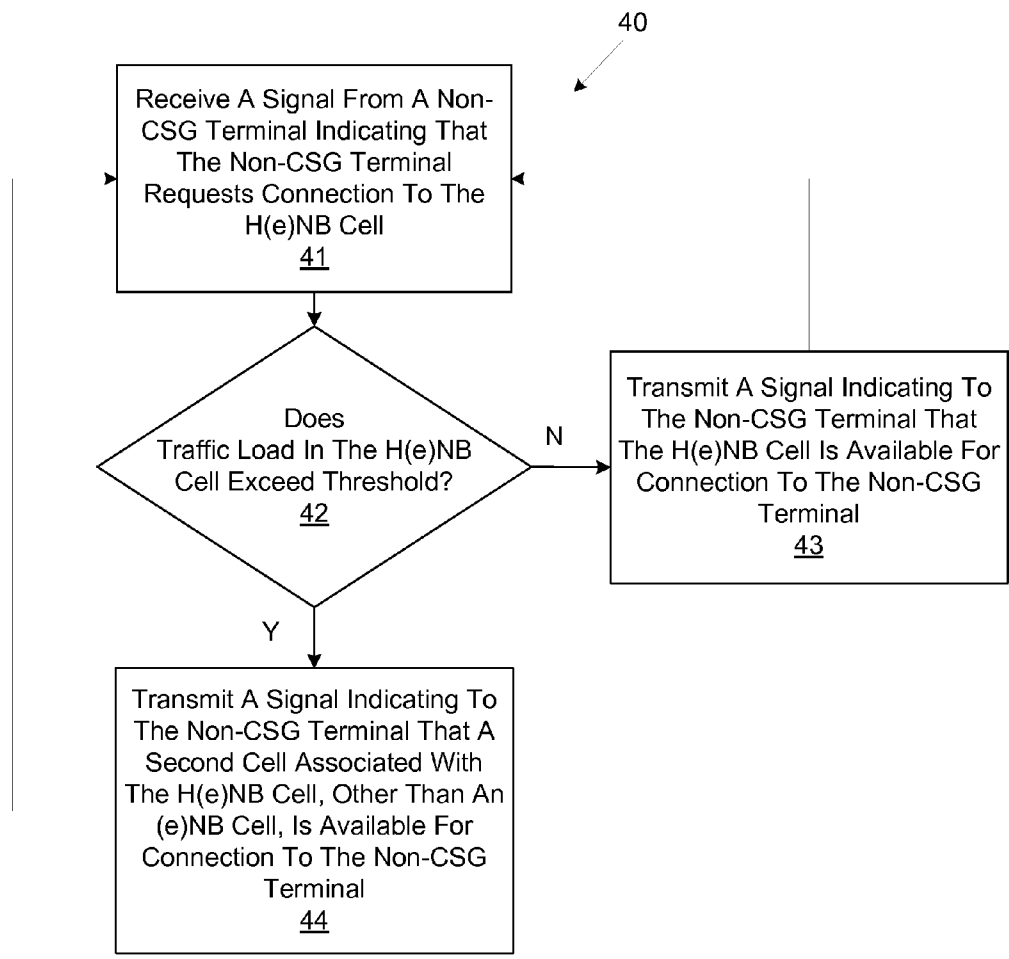 40
Receive A Signal From A Non-
CSG Terminal Indicating That
The Non-CSG Terminal
Requests Connection To The
H(e)NB Cell
41
Does
Traffic Load In The H(e)NB
Cell Exceed Threshold?
42
N
Transmit A Signal Indicating To
The Non-CSG Terminal That
The H(e)NB Cell Is Available For
Connection To The Non-CSG
Terminal
43
Y
Transmit A Signal Indicating To
The Non-CSG Terminal That A
Second Cell Associated With
The H(e)NB Cell, Other Than An
(e)NB Cell, Is Available For
Connection To The Non-CSG
Terminal
44